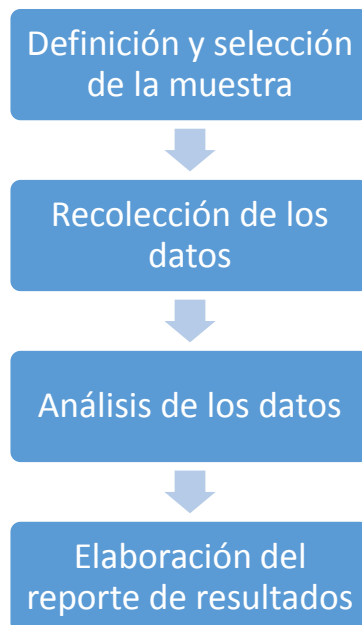 Definición y selección
de la muestra
Recolección de los
datos
Análisis de los datos
Elaboración del
reporte de resultados